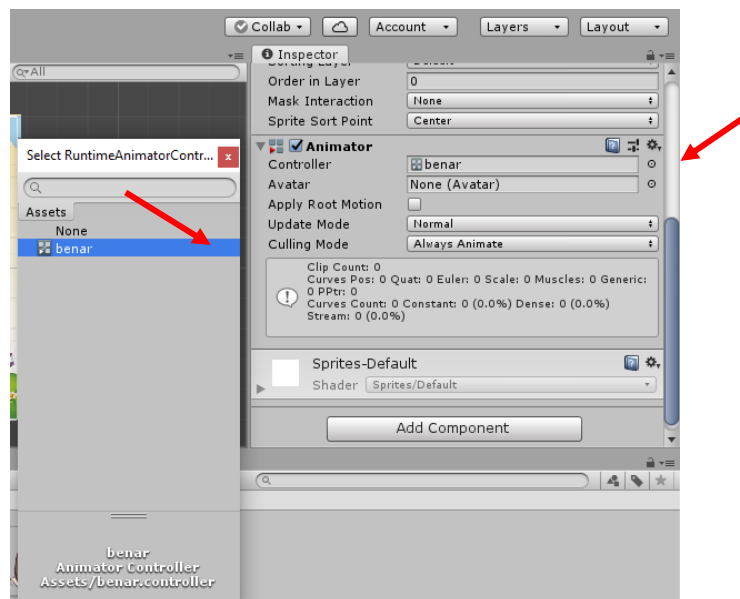 Collab
Account
Layers
Layout
Inspector
All
Order in Layer
0
Mask Interaction
None
Sprite Sort Point
Center
Select RuntimeAnimatorContr...
x
Animator
Controller
benar
Avatar
None (Avatar)
Assets
Apply Root Motion
None
Update Mode
Normal
benar
Culling Mode
Always Animate
Clip Count: 0
Curves Pos: 0 Quat: 0 Euler: 0 Scale: 0 Muscles: 0 Generic:
0 PPtr: 0
Curves Count: 0 Constant: 0 (0.0%) Dense: 0 (0.0%)
Stream: 0 (0.0%)
Sprites-Default
Shader
Sprites/Default
Add Component
benar
Animator Controller
Assets/benar.controller